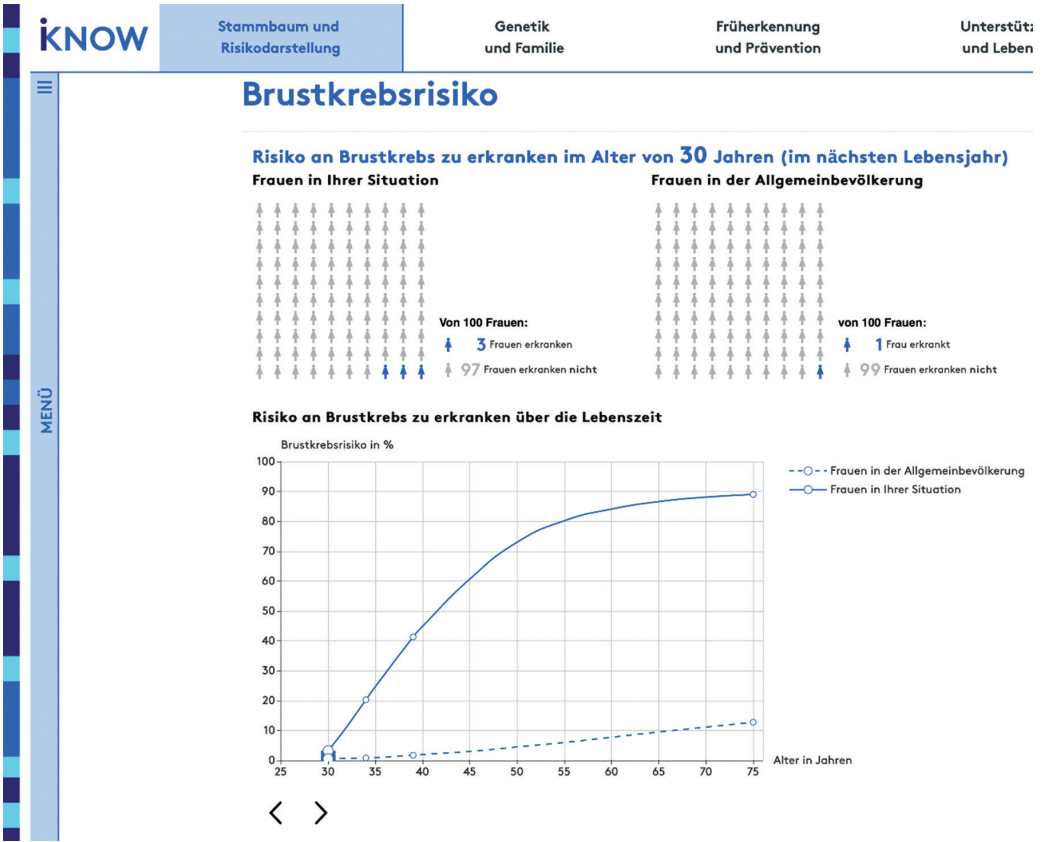 iKNOW
Stammbaum und
Risikodarstellung
Genetik
und Familie
Früherkennung
und Prävention
Unterstütz
und Leben
MENÜ
Brustkrebsrisiko
Risiko an Brustkrebs zu erkranken im Alter von 30 Jahren (im nächsten Lebensjahr)
Frauen in Ihrer Situation
Von 100 Frauen:
3 Frauen erkranken
97 Frauen erkranken nicht
Frauen in der Allgemeinbevölkerung
von 100 Frauen:
1 Frau erkrankt
99 Frauen erkranken nicht
Risiko an Brustkrebs zu erkranken über die Lebenszeit
Brustkrebsrisiko in %
100
90
80
70
60
50
40
30
20
10
0
25 30 35 40 45 50 55 60 65 70 75
Alter in Jahren
Frauen in der Allgemeinbevölkerung
Frauen in Ihrer Situation